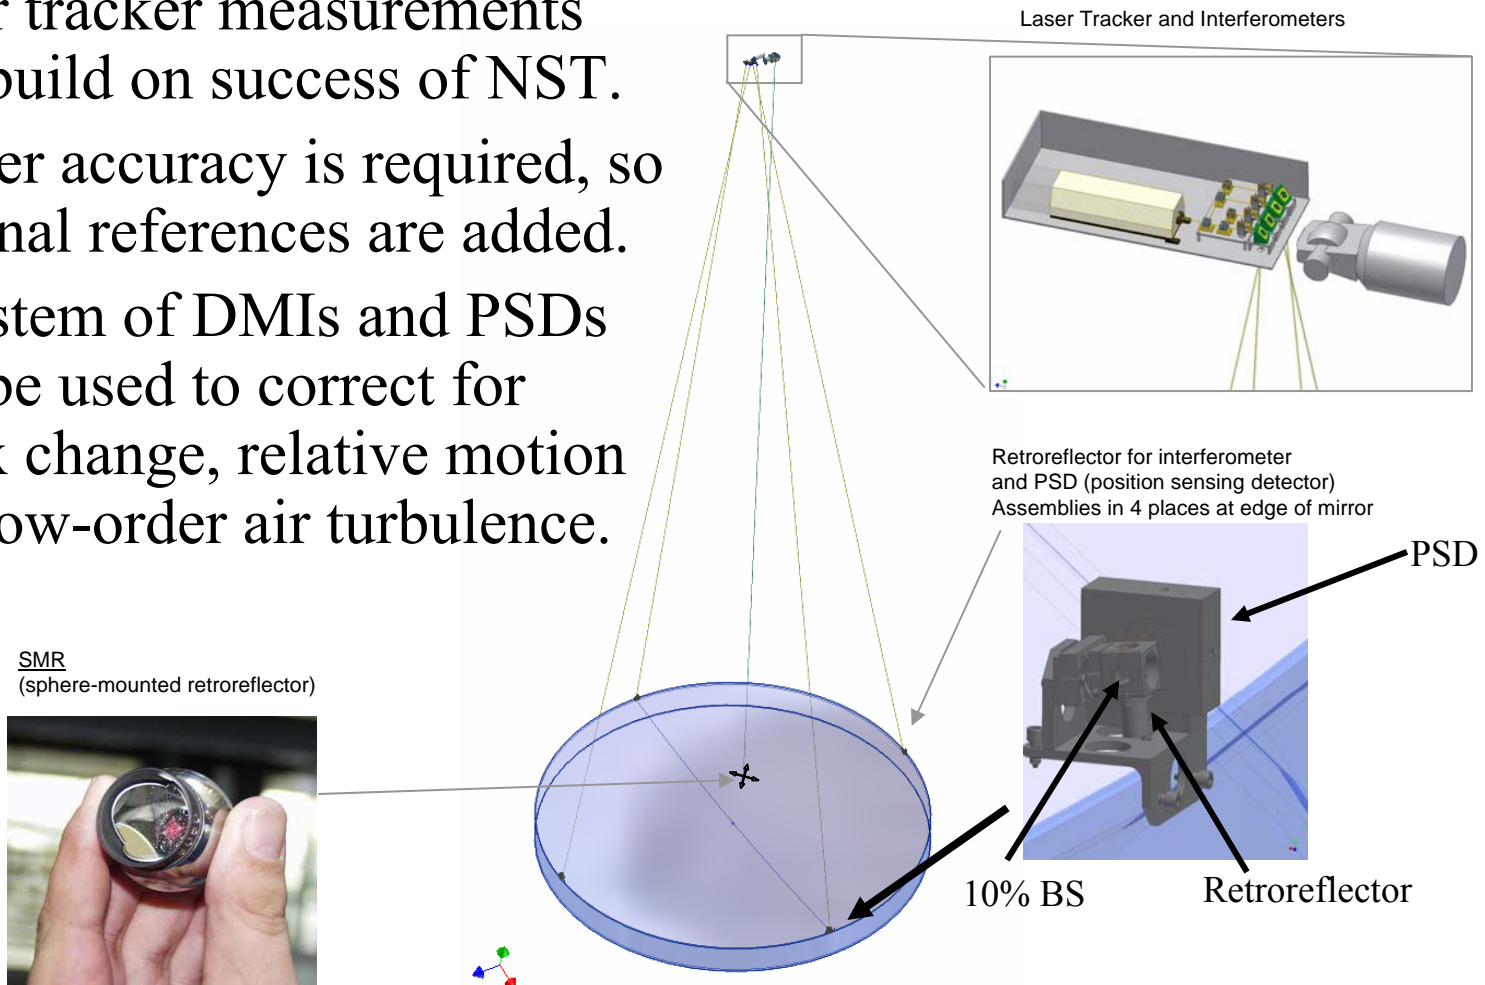 tracker measurements
build on success of NST.
accuracy is required, so
references are added.
of DMIs and PSDs
be used to correct for
change, relative motion
ow-order air turbulence.
Laser Tracker and Interferometers
Retroreflector for interferometer
and PSD (position sensing detector)
Assemblies in 4 places at edge of mirror
PSD
SMR
(sphere-mounted retroreflector)
10% BS
Retroreflector